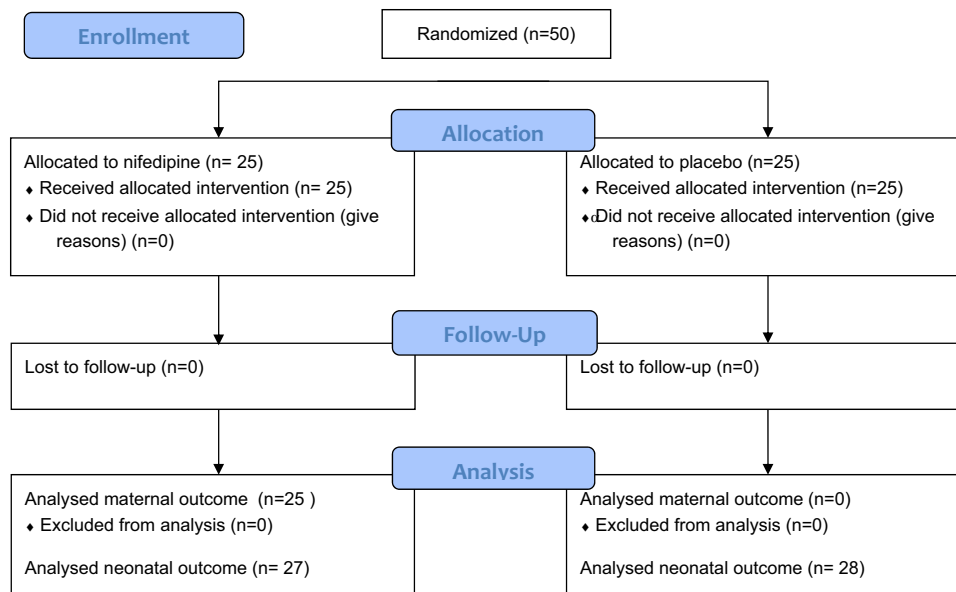 Enrollment
Randomized (n=50)
Allocation
Allocated to nifedipine (n= 25)
♦ Received allocated intervention (n= 25)
♦ Did not receive allocated intervention (give
reasons) (n=0)
Allocated to placebo (n=25)
♦ Received allocated intervention (n=25)
♦ Did not receive allocated intervention (give
reasons) (n=0)
Follow-Up
Lost to follow-up (n=0)
Lost to follow-up (n=0)
Analysis
Analysed maternal outcome (n=25 )
♦ Excluded from analysis (n=0)
Analysed neonatal outcome (n= 27)
Analysed maternal outcome (n=0)
♦ Excluded from analysis (n=0)
Analysed neonatal outcome (n= 28)